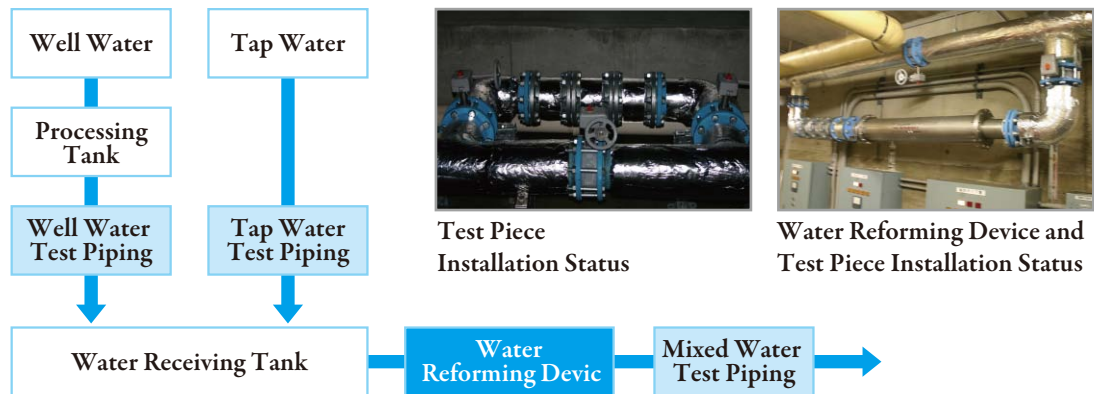 Well Water
Tap Water
Processing
Tank
Well Water
Test Piping
Tap Water
Test Piping
Test Piece
Installation Status
Water Reforming Device and
Test Piece Installation Status
Water Receiving Tank
Water
Reforming Devic
Mixed Water
Test Piping